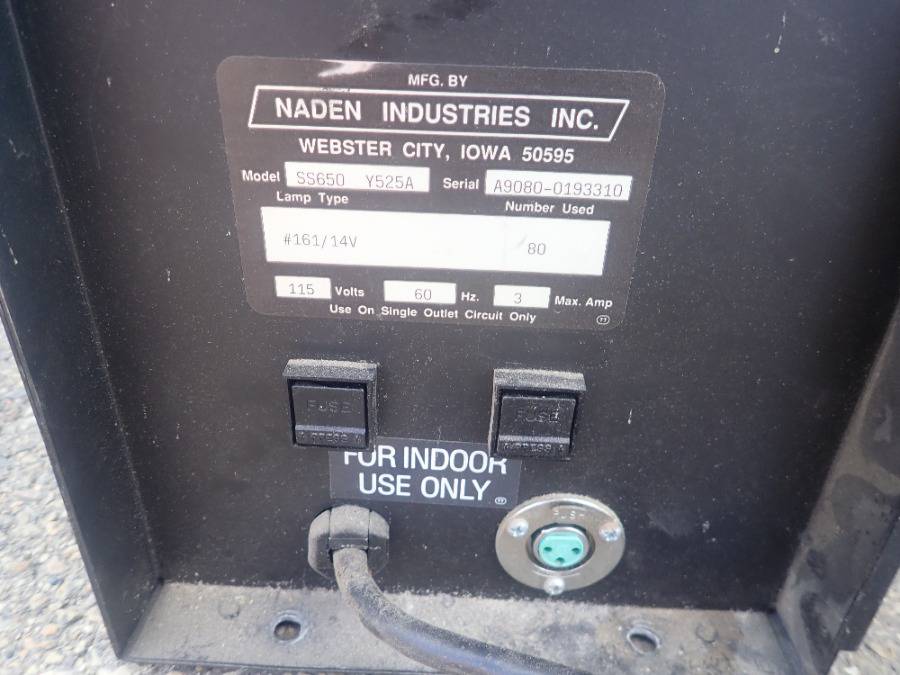 MFG. BY
NADEN INDUSTRIES INC.
WEBSTER CITY, IOWA 50595
Model SS650 Y525A Serial A9080-0193310
Lamp Type Number Used
#161/14V 80
115 Volts 60 Hz. 3 Max. Amp
Use On Single Outlet Circuit Only
FUSE FUSE
FOR INDOOR
USE ONLY
PUSH